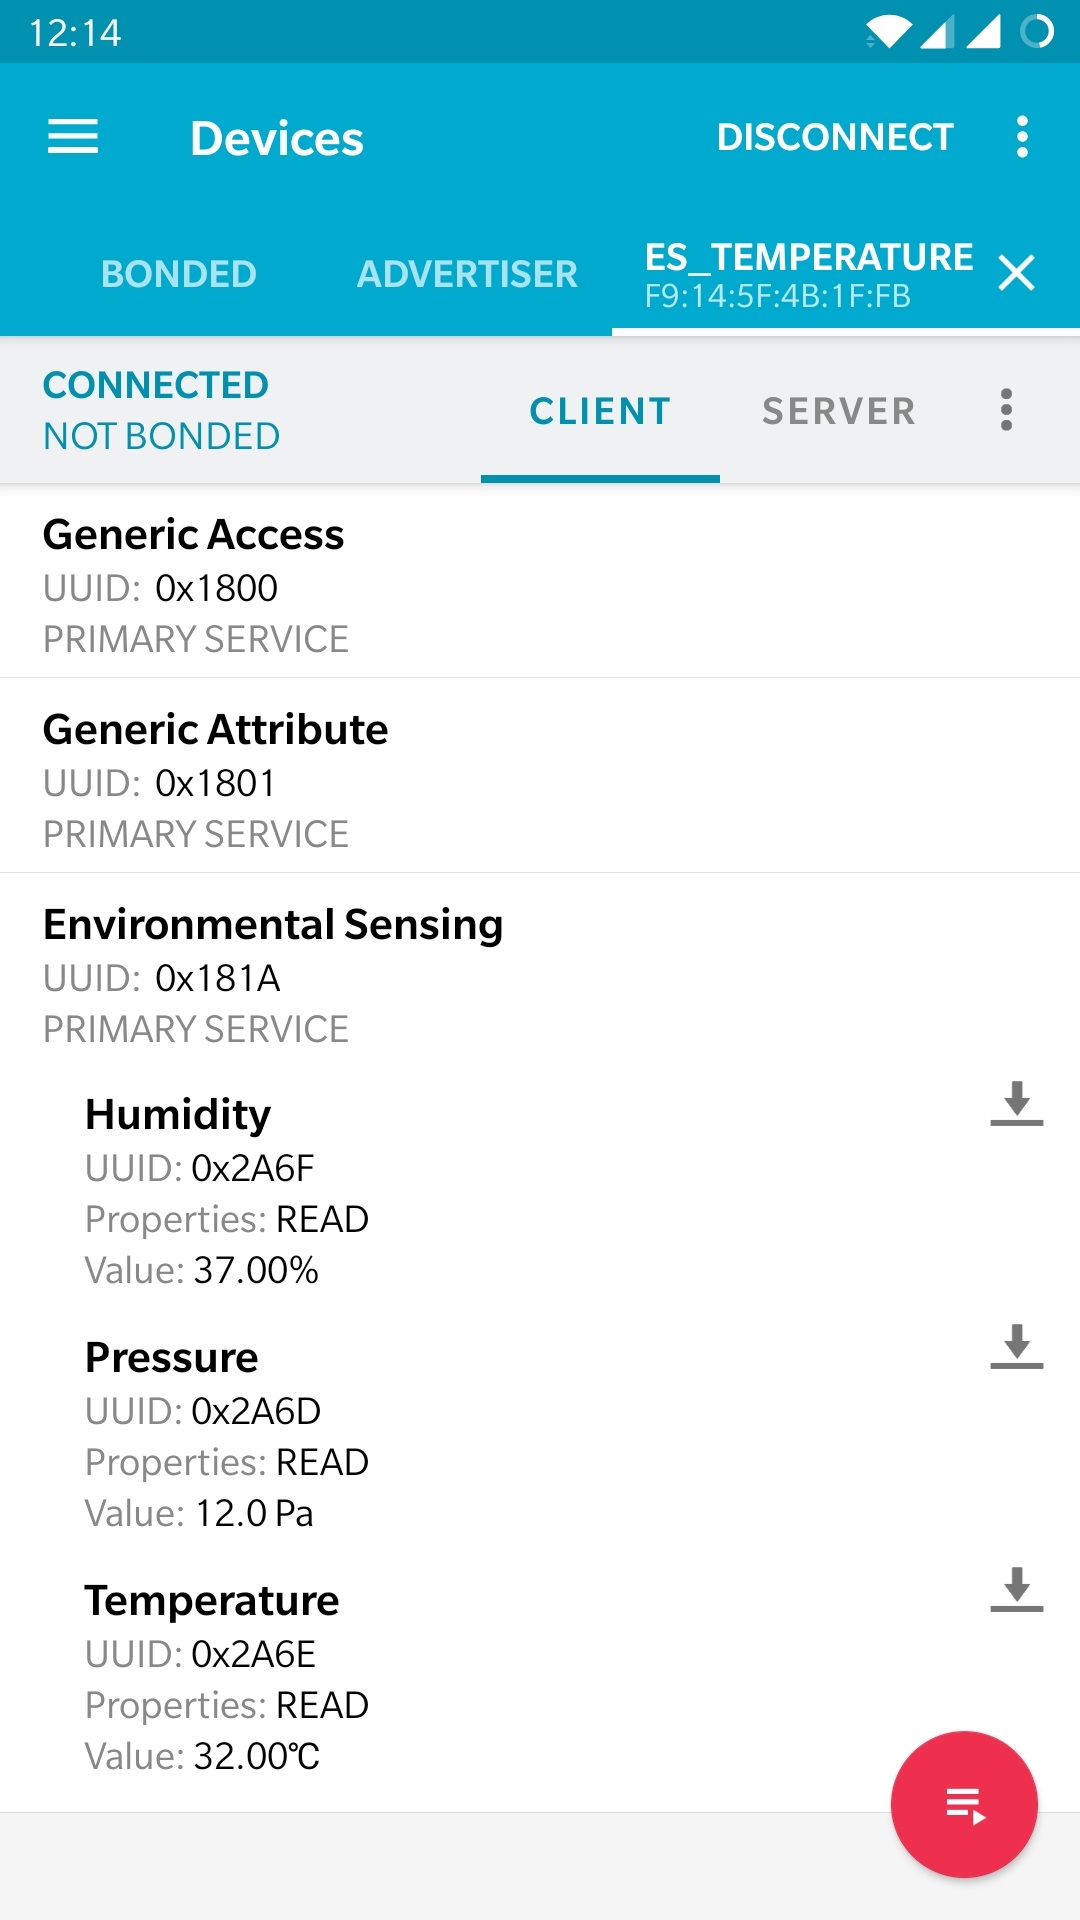 12:14
Devices
DISCONNECT
BONDED
ADVERTISER
ES_TEMPERATURE
F9:14:5F:4B:1F:FB
CONNECTED
NOT BONDED
CLIENT
SERVER
Generic Access
UUID: 0x1800
PRIMARY SERVICE
Generic Attribute
UUID: 0x1801
PRIMARY SERVICE
Environmental Sensing
UUID: 0x181A
PRIMARY SERVICE
Humidity
UUID: 0x2A6F
Properties: READ
Value: 37.00%
Pressure
UUID: 0x2A6D
Properties: READ
Value: 12.0 Pa
Temperature
UUID: 0x2A6E
Properties: READ
Value: 32.00℃